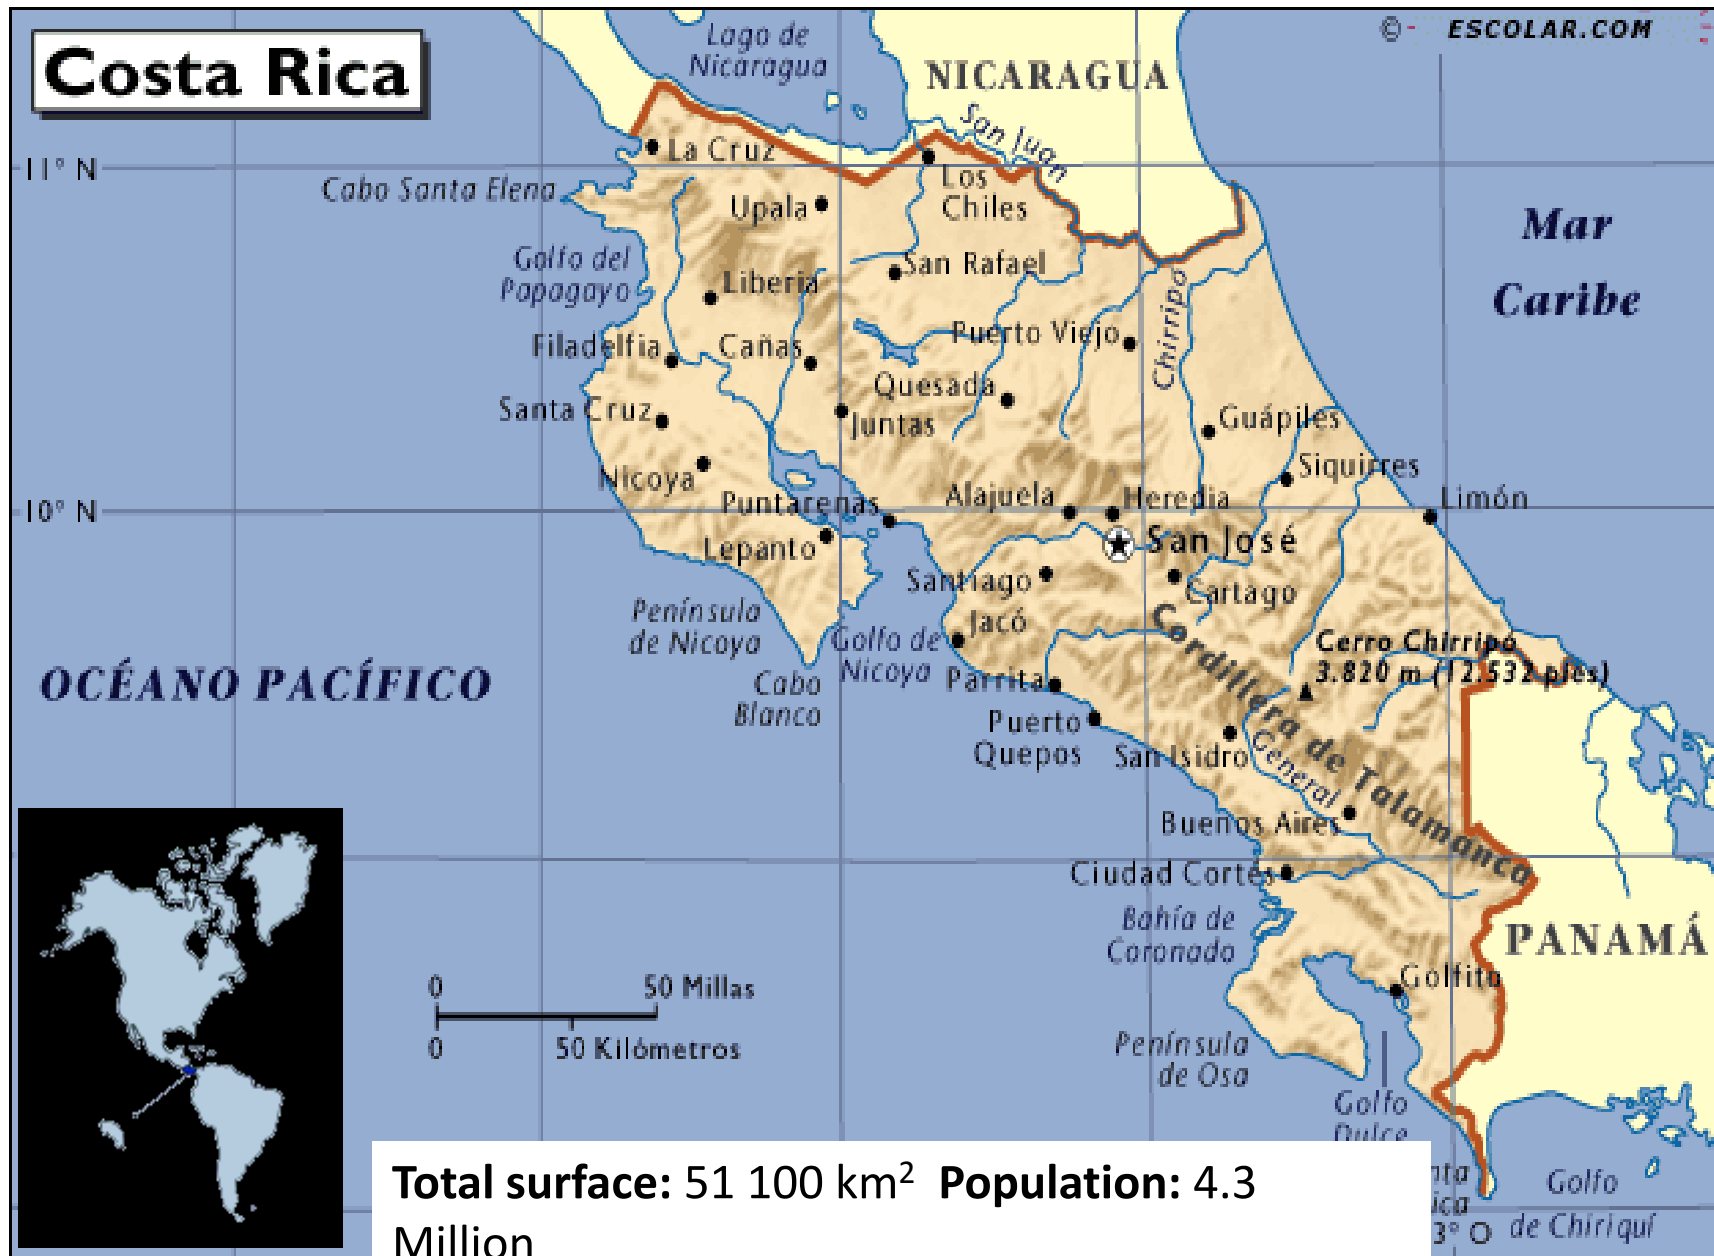 Costa Rica
© ESCOLAR.COM
Lago de
Nicaragua
NICARAGUA
San Juan
La Cruz
11° N
Cabo Santa Elena
Los
Chiles
Upala
Mar
Caribe
Golfo del
Papagayo
San Rafael
Liberia
Chirripo
Puerto Viejo
Filadelfia
Cañas
Quesada
Santa Cruz
Juntas
Guápiles
Nicoya
Siquirres
Puntarenas
Alajuela
Heredia
Limón
10° N
San José
Lepanto
Santiago
Cartago
Península
de Nicoya
Golfo de
Nicoya
Jacó
Cordillera de Talamanca
Cerro Chirripó
3.820 m (12.532 pies)
OCÉANO PACÍFICO
Cabo
Blanco
Parrita
Puerto
Quepos
San Isidro
General
Buenos Aires
Ciudad Cortés
Bahía de
Coronado
PANAMÁ
Golfito
0 50 Millas
0 50 Kilómetros
Península
de Osa
Golfo
Dulce
Golfo
de Chiriquí
nta
ica
3° O
Total surface: 51 100 km² Population: 4.3
Million